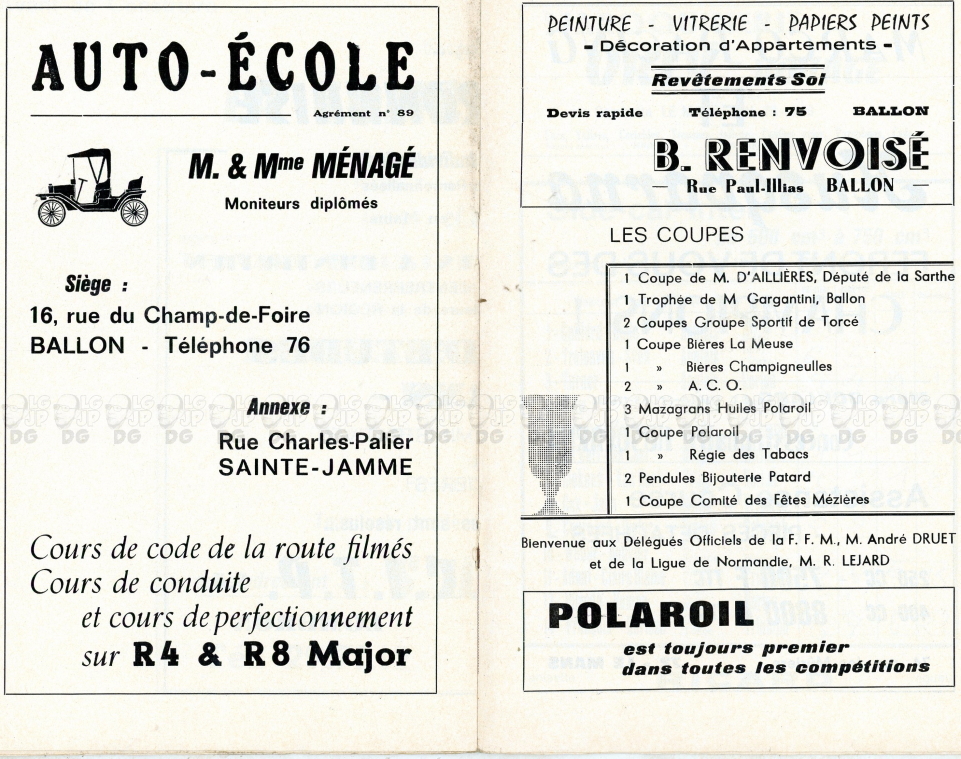 AUTO-ÉCOLE
Agrément n° 89
M. & Mme MÉNAGÉ
Moniteurs diplômés
Siège :
16, rue du Champ-de-Foire
BALLON - Téléphone 76
Annexe :
Rue Charles-Palier
SAINTE-JAMME
Cours de code de la route filmés
Cours de conduite
et cours de perfectionnement
sur R4 & R8 Major
PEINTURE - VITRERIE - PAPIERS PEINTS
- Décoration d'Appartements -
Revêtements Sol
Devis rapide Téléphone : 75 BALLON
B. RENVOISÉ
Rue Paul-Illias BALLON
LES COUPES
1 Coupe de M. D'AILLIÈRES, Député de la Sarthe
1 Trophée de M Gargantini, Ballon
2 Coupes Groupe Sportif de Torcé
1 Coupe Bières La Meuse
1 » Bières Champigneulles
2 » A. C. O.
3 Mazagrans Huiles Polaroil
1 Coupe Polaroil
1 » Régie des Tabacs
2 Pendules Bijouterie Patard
1 Coupe Comité des Fêtes Mézières
Bienvenue aux Délégués Officiels de la F. F. M., M. André DRUET
et de la Ligue de Normandie, M. R. LEJARD
POLAROIL
est toujours premier
dans toutes les compétitions